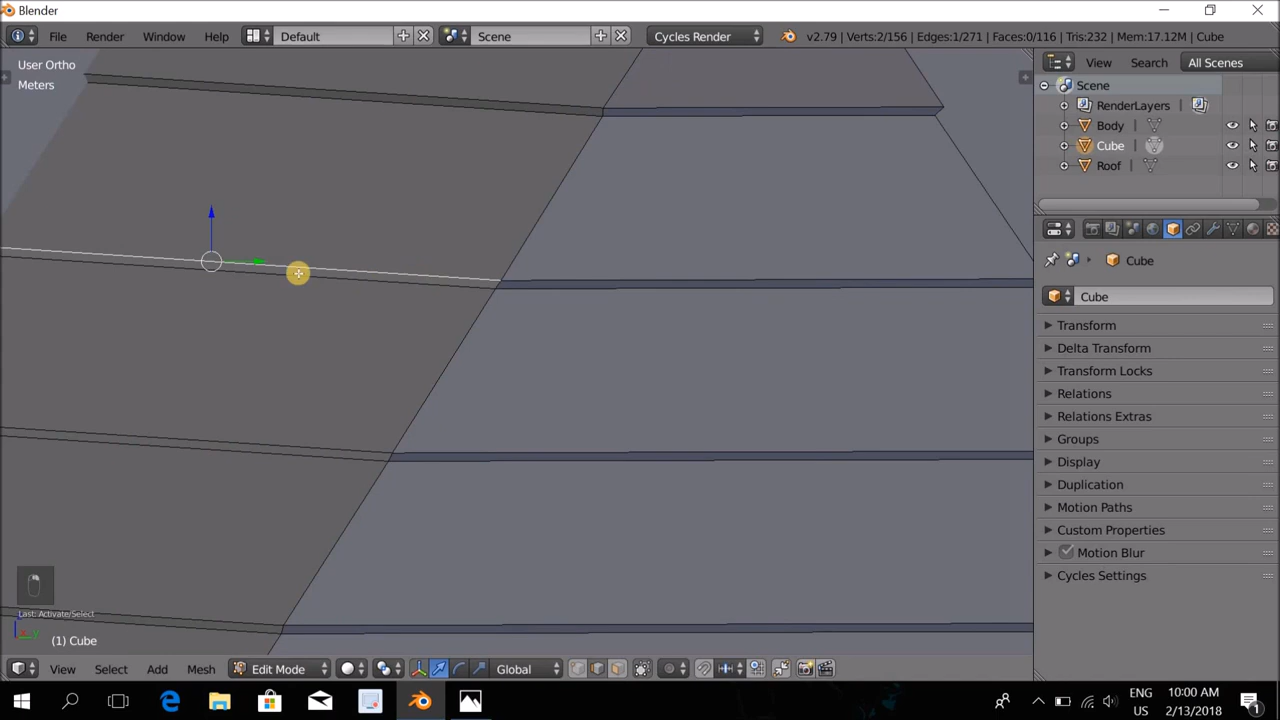 Blender
File Render Window Help Default Scene Cycles Render v2.79 | Verts:2/156 | Edges:1/271 | Faces:0/116 | Tris:232 | Mem:17.12M | Cube
User Ortho
Meters
View Search All Scenes
Scene
RenderLayers
Body
Cube
Roof
Cube
Cube
Transform
Delta Transform
Transform Locks
Relations
Relations Extras
Groups
Display
Duplication
Motion Paths
Custom Properties
Motion Blur
Cycles Settings
Last: Activate/Select
(1) Cube
View Select Add Mesh Edit Mode Global
ENG 10:00 AM
US 2/13/2018